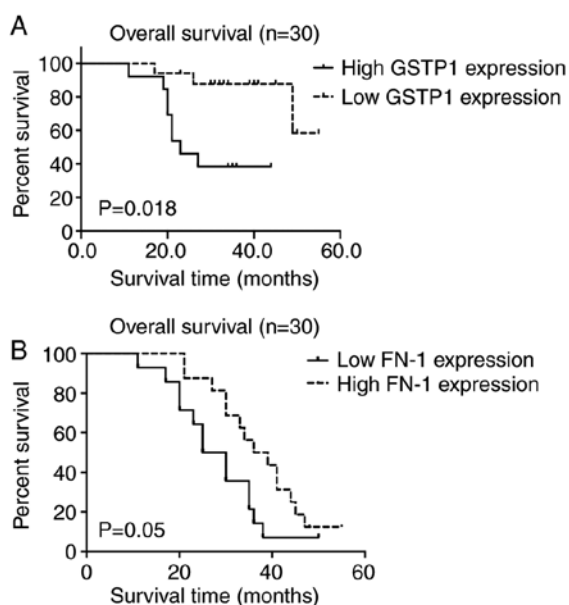 A
Overall survival (n=30)
High GSTP1 expression
Low GSTP1 expression
Percent survival
100
80
60
40
20
0
P=0.018
0.0
20.0
40.0
60.0
Survival time (months)
B
Overall survival (n=30)
Low FN-1 expression
High FN-1 expression
Percent survival
100
80
60
40
20
0
P=0.05
0
20
40
60
Survival time (months)